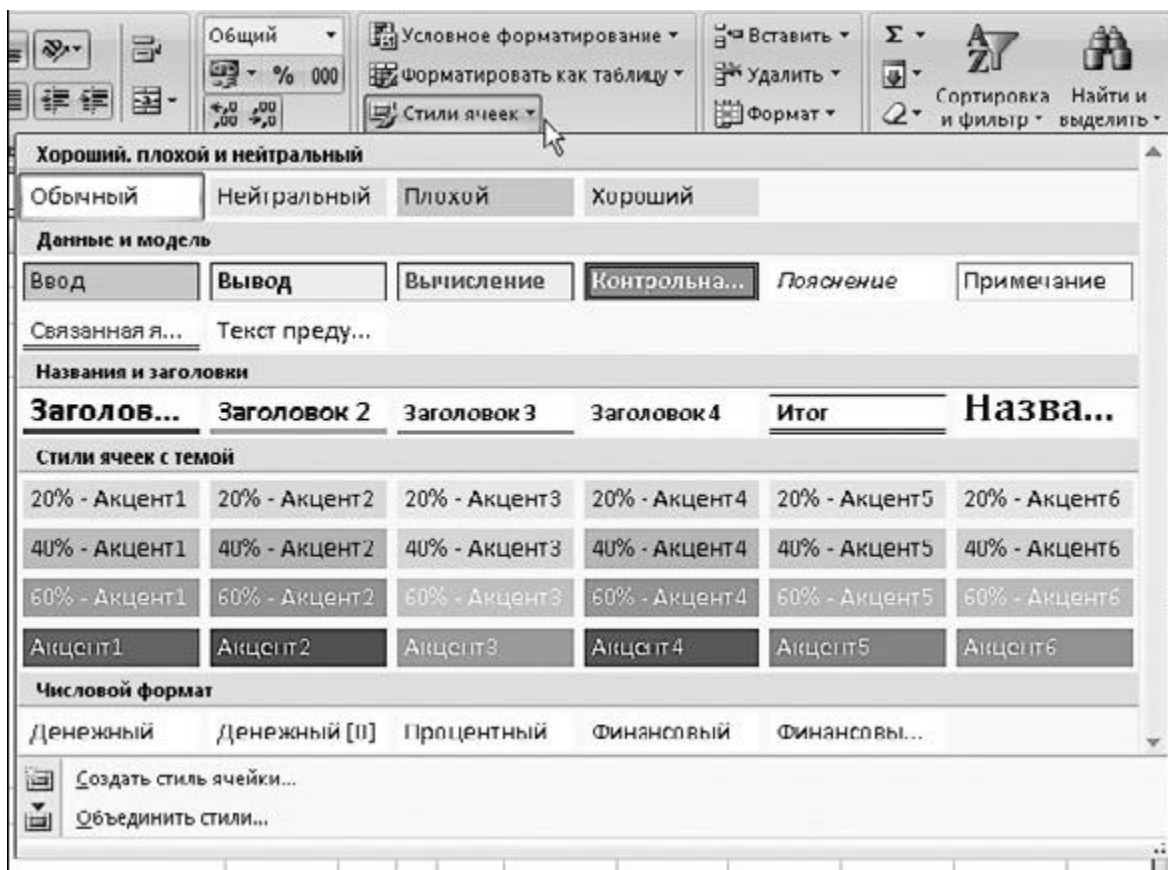 Общий Условное форматирование Вставить Σ
% 000 Форматировать как таблицу Удалить
,0 ,00 ,00 ,0 Стили ячеек Формат Сортировка и фильтр Найти и выделить
Хороший, плохой и нейтральный
Обычный Нейтральный Плохой Хороший
Данные и модель
Ввод Вывод Вычисление Контрольна... Пояснение Примечание
Связанная я... Текст преду...
Названия и заголовки
Заголов... Заголовок 2 Заголовок 3 Заголовок 4 Итог Назва...
Стили ячеек с темой
20% - Акцент1 20% - Акцент2 20% - Акцент3 20% - Акцент4 20% - Акцент5 20% - Акцент6
40% - Акцент1 40% - Акцент2 40% - Акцент3 40% - Акцент4 40% - Акцент5 40% - Акцент6
60% - Акцент1 60% - Акцент2 60% - Акцент3 60% - Акцент4 60% - Акцент5 60% - Акцент6
Акцент1 Акцент2 Акцент3 Акцент4 Акцент5 Акцент6
Числовой формат
Денежный Денежный [0] Процентный Финансовый Финансовы...
Создать стиль ячейки...
Объединить стили...